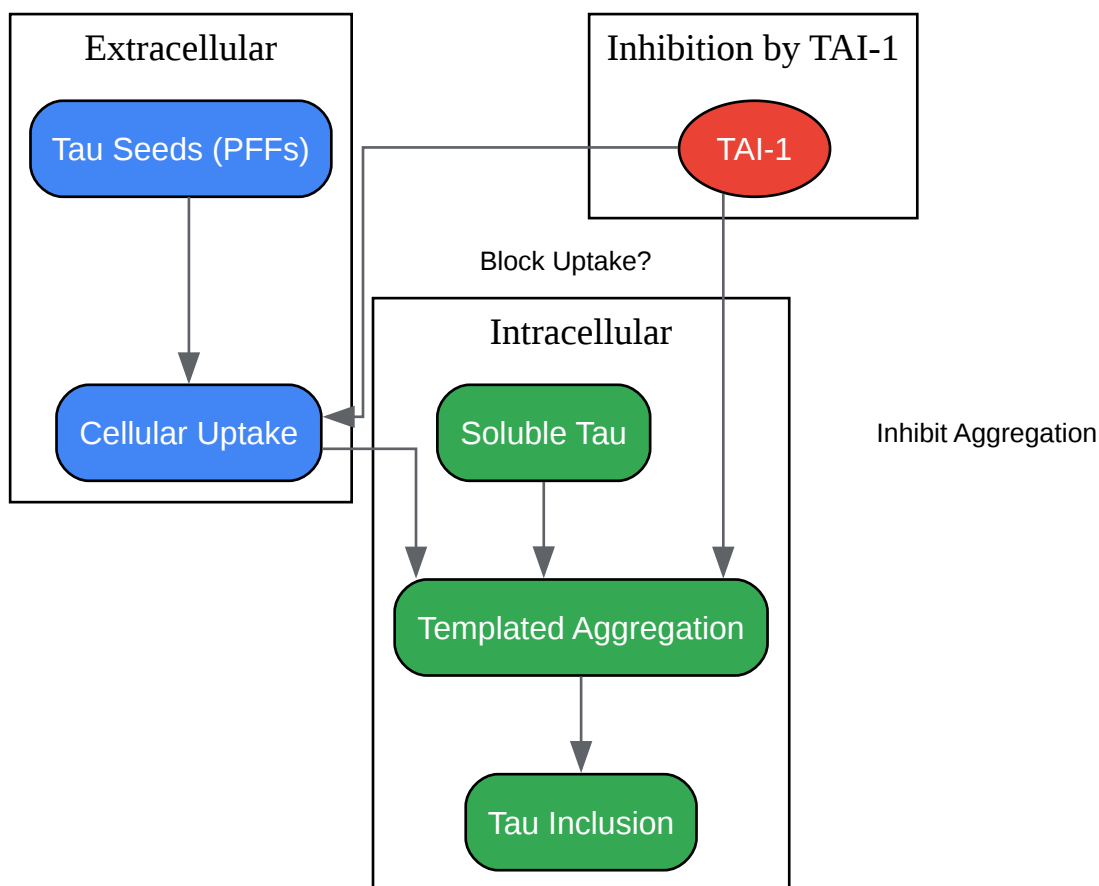 Extracellular
Inhibition by TAI-1
Tau Seeds (PFFs)
TAI-1
Block Uptake?
Intracellular
Cellular Uptake
Soluble Tau
Inhibit Aggregation
Templated Aggregation
Tau Inclusion